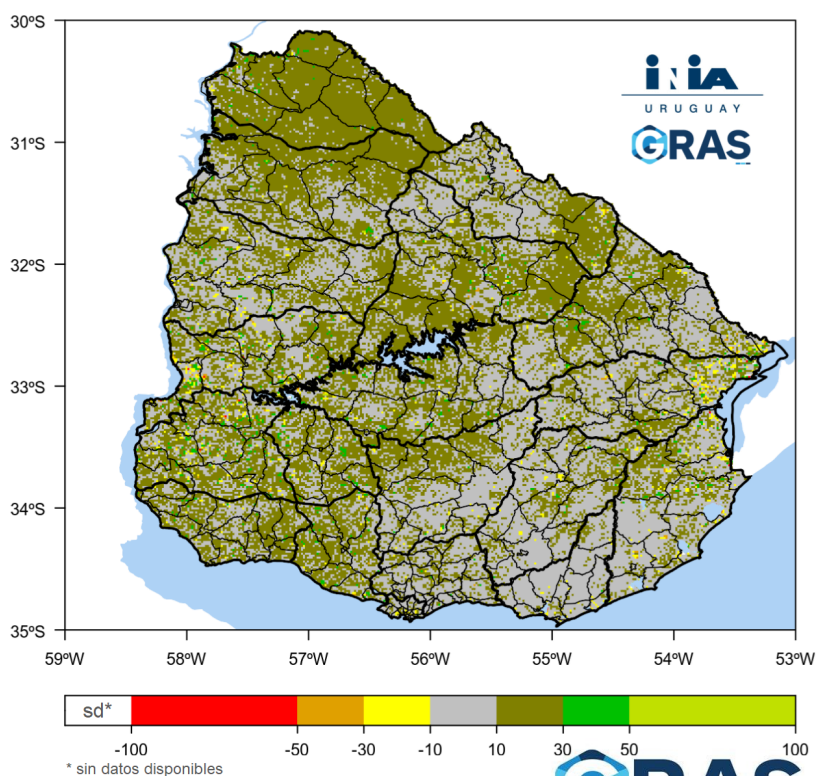 30ºS
31ºS
32ºS
33ºS
34ºS
35ºS
59ºW 58ºW 57ºW 56ºW 55ºW 54ºW 53ºW
iNiA
URUGUAY
GRAS
sd*
-100 -50 -30 -10 10 30 50 100
* sin datos disponibles
GRAS